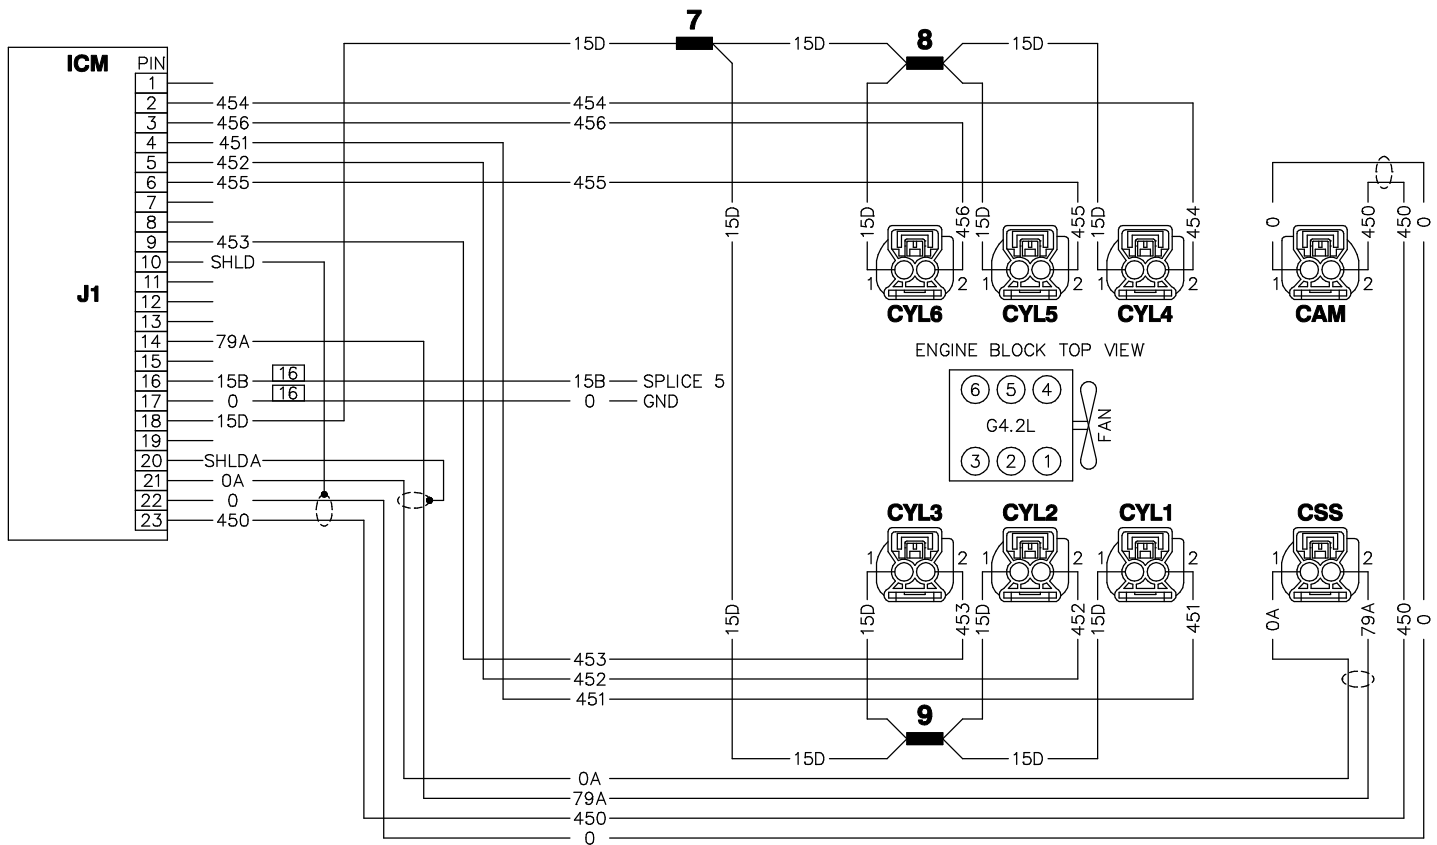 7
15D 15D 8 15D
ICM PIN
1
2 454 454
3 456 456
4 451
5 452
6 455 455
7
8
9 453
10 SHLD
11
J1
12
13
14 79A
15
16 15B 16 15B SPLICE 5
17 0 16 0 GND
18 15D
19
20 SHLDA
21 0A
22 0
23 450
15D 15D 456 15D 455 15D 454 0 450 450 0
1 2 1 2 1 2 1 2
CYL6 CYL5 CYL4 CAM
ENGINE BLOCK TOP VIEW
6 5 4
G4.2L FAN
3 2 1
CYL3 CYL2 CYL1 CSS
1 2 1 2 1 2 1 2
15D 15D 453 15D 452 15D 451 0A 79A 450 0
453
452
451
9
15D 15D
0A
79A
450
0